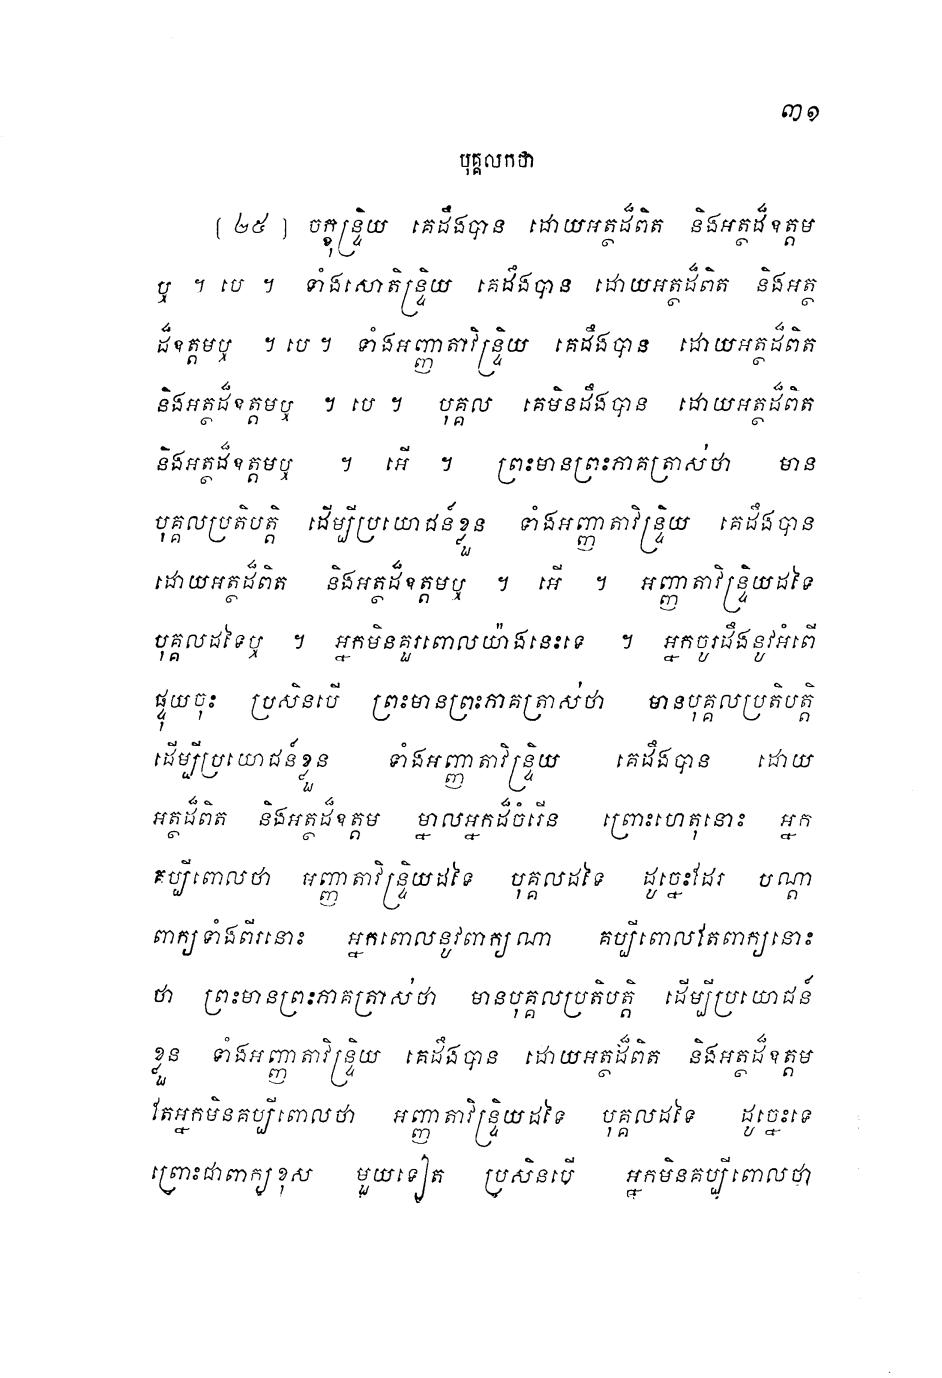 ៣១
បុគ្គលកថា
[ ២៥ ] ចក្ខុន្ទ្រិយ គេដឹងបាន ដោយអត្ថដ៏ពិត និងអត្ថដ៏ឧត្តម
ឬ ។ បេ ។ ទាំងសោតិន្ទ្រិយ គេដឹងបាន ដោយអត្ថដ៏ពិត និងអត្ថ
ដ៏ឧត្តមឬ ។ បេ ។ ទាំងអញ្ញាតាវិន្ទ្រិយ គេដឹងបាន ដោយអត្ថដ៏ពិត
និងអត្ថដ៏ឧត្តមឬ ។ បេ ។ បុគ្គល គេមិនដឹងបាន ដោយអត្ថដ៏ពិត
និងអត្ថដ៏ឧត្តមឬ ។ អើ ។ ព្រះមានព្រះភាគត្រាស់ថា មាន
បុគ្គលប្រតិបត្តិ ដើម្បីប្រយោជន៍ខ្លួន ទាំងអញ្ញាតាវិន្ទ្រិយ គេដឹងបាន
ដោយអត្ថដ៏ពិត និងអត្ថដ៏ឧត្តមឬ ។ អើ ។ អញ្ញាតាវិន្ទ្រិយដទៃ
បុគ្គលដទៃឬ ។ អ្នកមិនគួរពោលយ៉ាងនេះទេ ។ អ្នកចូរដឹងនូវអំពើ
ផ្ទុយចុះ ប្រសិនបើ ព្រះមានព្រះភាគត្រាស់ថា មានបុគ្គលប្រតិបត្តិ
ដើម្បីប្រយោជន៍ខ្លួន ទាំងអញ្ញាតាវិន្ទ្រិយ គេដឹងបាន ដោយ
អត្ថដ៏ពិត និងអត្ថដ៏ឧត្តម ម្នាលអ្នកដ៏ចំរើន ព្រោះហេតុនោះ អ្នក
គប្បីពោលថា អញ្ញាតាវិន្ទ្រិយដទៃ បុគ្គលដទៃ ដូច្នេះដែរ បណ្តា
ពាក្យទាំងពីរនោះ អ្នកពោលនូវពាក្យណា គប្បីពោលតែពាក្យនោះ
ថា ព្រះមានព្រះភាគត្រាស់ថា មានបុគ្គលប្រតិបត្តិ ដើម្បីប្រយោជន៍
ខ្លួន ទាំងអញ្ញាតាវិន្ទ្រិយ គេដឹងបាន ដោយអត្ថដ៏ពិត និងអត្ថដ៏ឧត្តម
តែអ្នកមិនគប្បីពោលថា អញ្ញាតាវិន្ទ្រិយដទៃ បុគ្គលដទៃ ដូច្នេះទេ
ព្រោះជាពាក្យខុស មួយទៀត ប្រសិនបើ អ្នកមិនគប្បីពោលថា